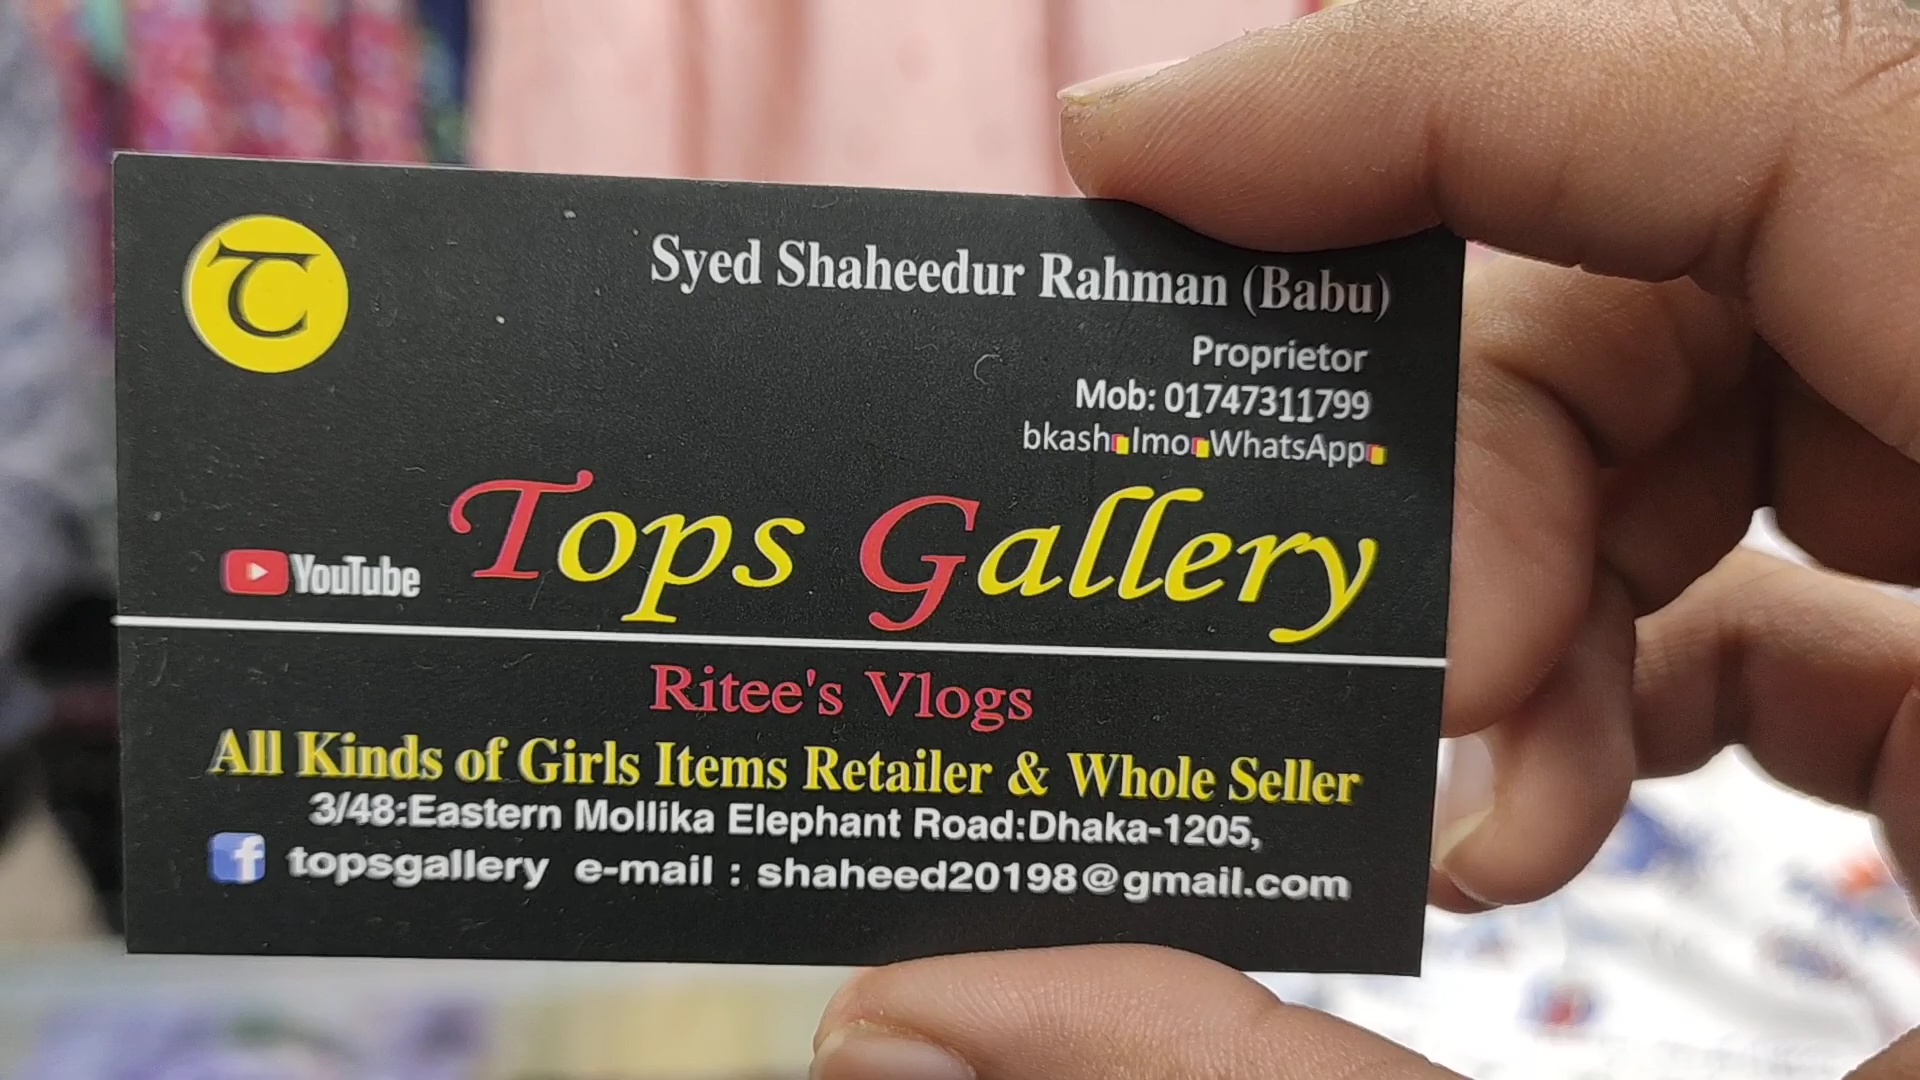 T
Syed Shaheedur Rahman (Babu)
Proprietor
Mob: 01747311799
bkash Imo WhatsApp
YouTube Tops Gallery
Ritee's Vlogs
All Kinds of Girls Items Retailer & Whole Seller
3/48:Eastern Mollika Elephant Road:Dhaka-1205,
f topsgallery e-mail : shaheed20198@gmail.com